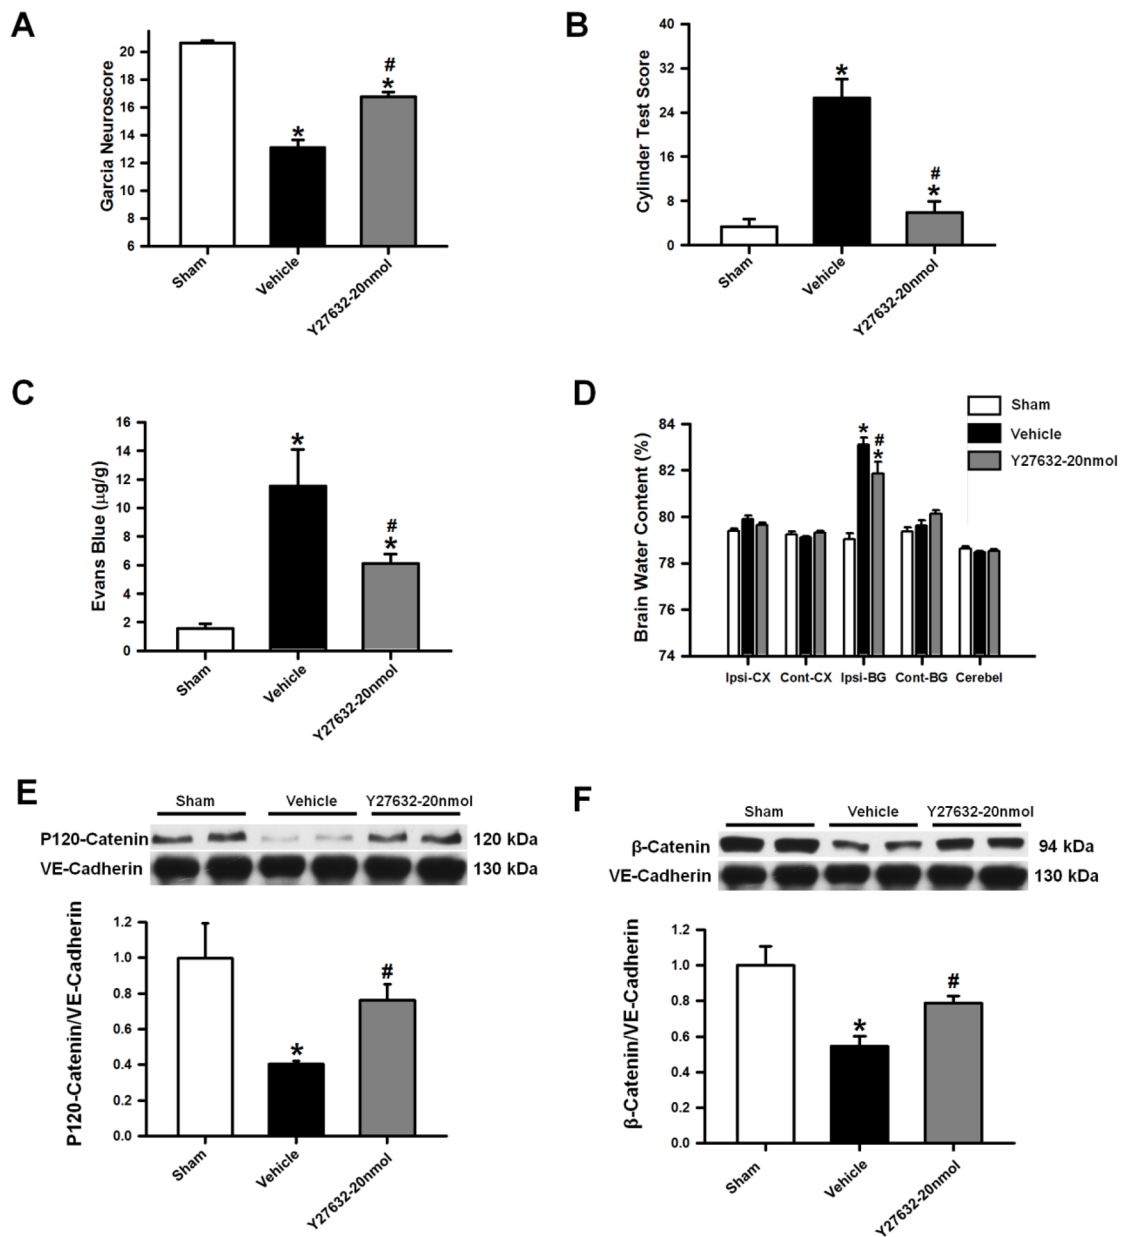 A
Garcia Neuroscore
20
18
16
14
12
10
8
6
*
#
*
Sham
Vehicle
Y27632-20nmol
B
Cylinder Test Score
40
32
24
16
8
0
*
#
*
Sham
Vehicle
Y27632-20nmol
C
Evans Blue (μg/g)
16
14
12
10
8
6
4
2
0
*
#
*
Sham
Vehicle
Y27632-20nmol
D
Sham
Vehicle
Y27632-20nmol
Brain Water Content (%)
84
82
80
78
76
74
*
#
*
Ipsi-CX Cont-CX Ipsi-BG Cont-BG Cerebel
E
Sham Vehicle Y27632-20nmol
P120-Catenin 120 kDa
VE-Cadherin 130 kDa
P120-Catenin/VE-Cadherin
1.2
1.0
0.8
0.6
0.4
0.2
0.0
*
#
Sham
Vehicle
Y27632-20nmol
F
Sham Vehicle Y27632-20nmol
β-Catenin 94 kDa
VE-Cadherin 130 kDa
β-Catenin/VE-Cadherin
1.2
1.0
0.8
0.6
0.4
0.2
0.0
*
#
Sham
Vehicle
Y27632-20nmol